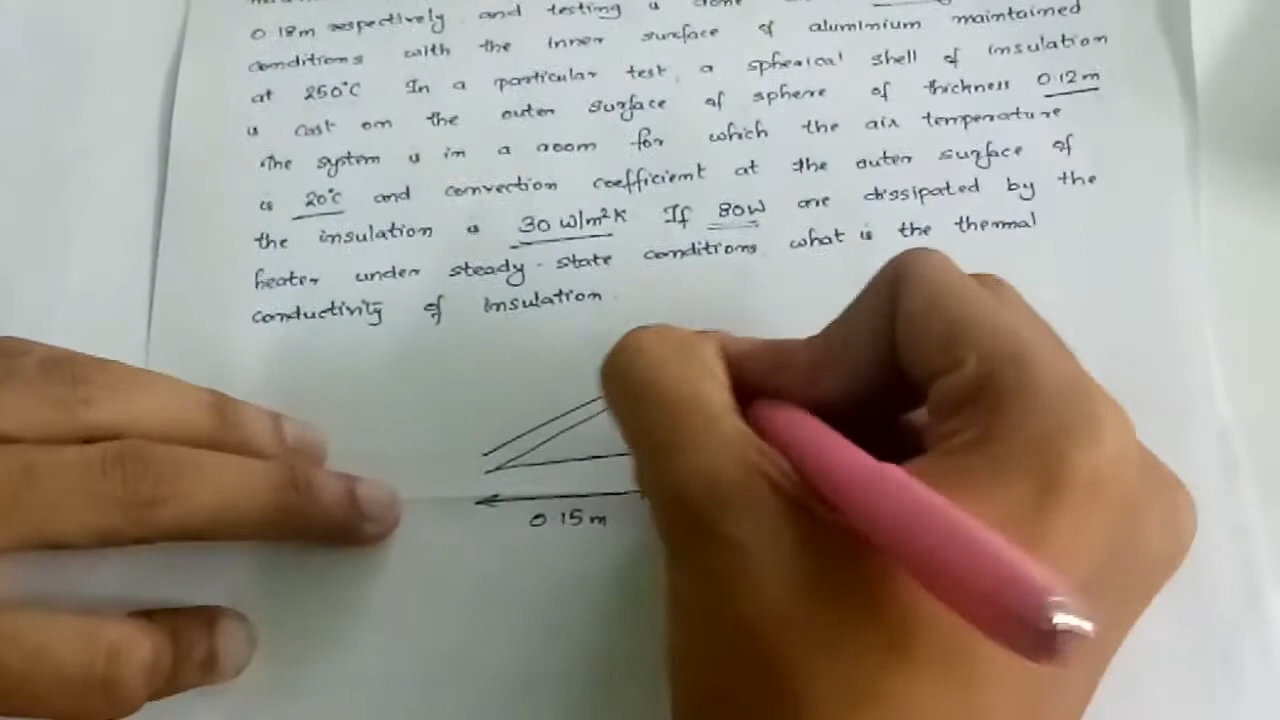 0.18m respectively and testing is done
conditions with the inner surface of aluminium maintained
at 250°C In a particular test, a spherical shell of insulation
is cast on the outer surface of sphere of thickness 0.12m
The system is in a room for which the air temperature
is 20°C and convection coefficient at the outer surface of
the insulation is 30 W/m²K If 80W are dissipated by the
heater under steady-state conditions what is the thermal
conductivity of insulation.
0.15m